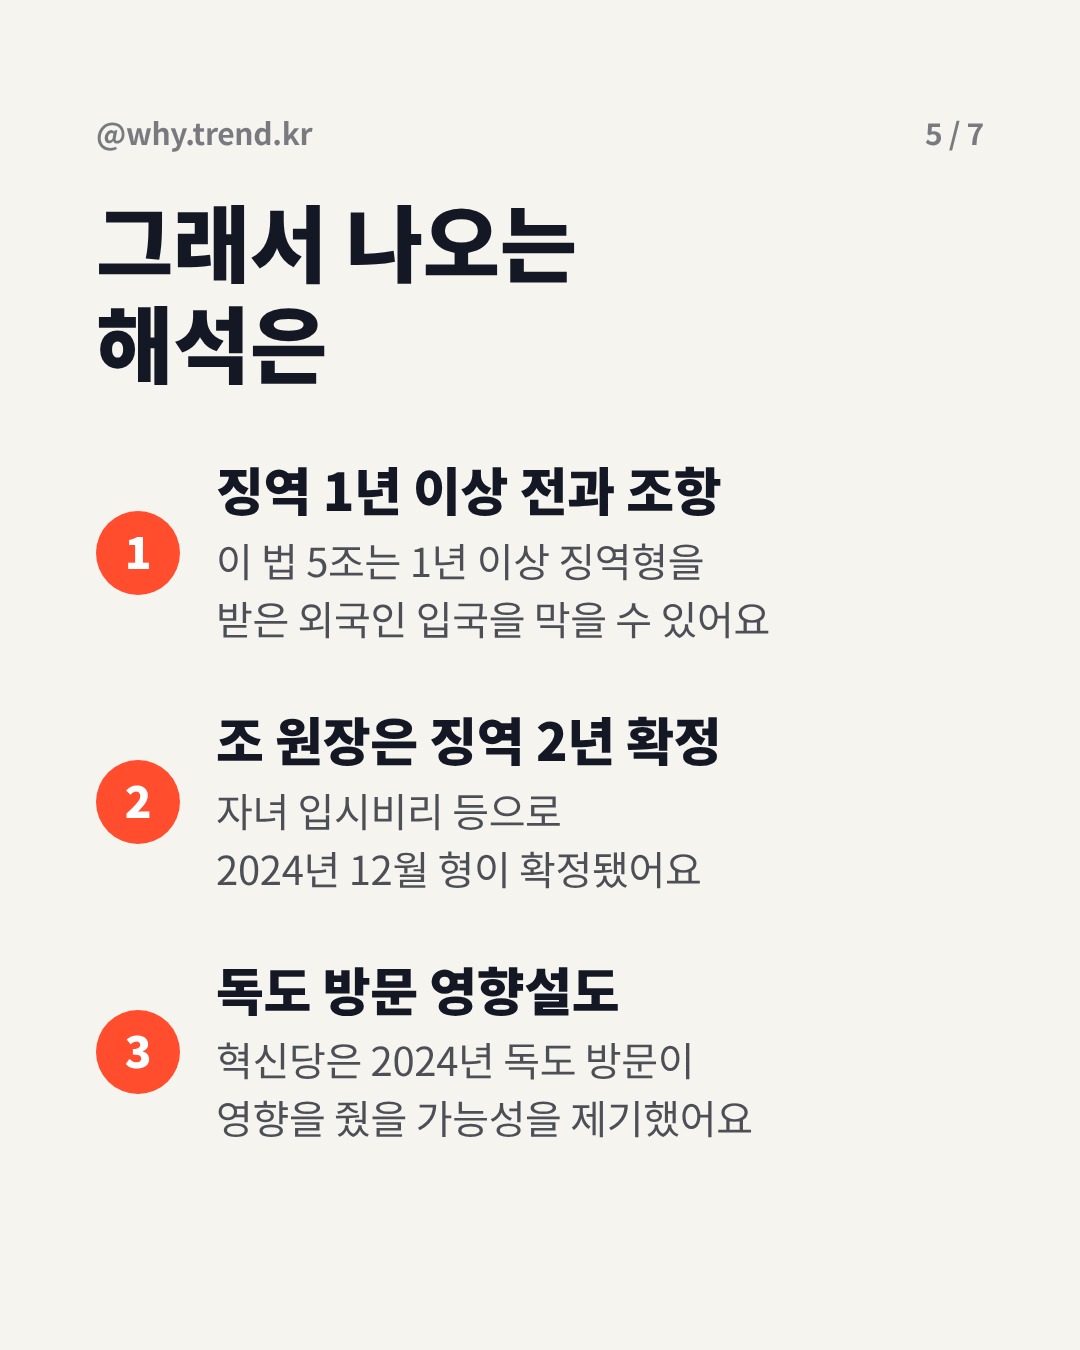 @why.trend.kr
5 / 7
그래서 나오는
해석은
1
징역 1년 이상 전과 조항
이 법 5조는 1년 이상 징역형을
받은 외국인 입국을 막을 수 있어요
2
조 원장은 징역 2년 확정
자녀 입시비리 등으로
2024년 12월 형이 확정됐어요
3
독도 방문 영향설도
혁신당은 2024년 독도 방문이
영향을 줬을 가능성을 제기했어요